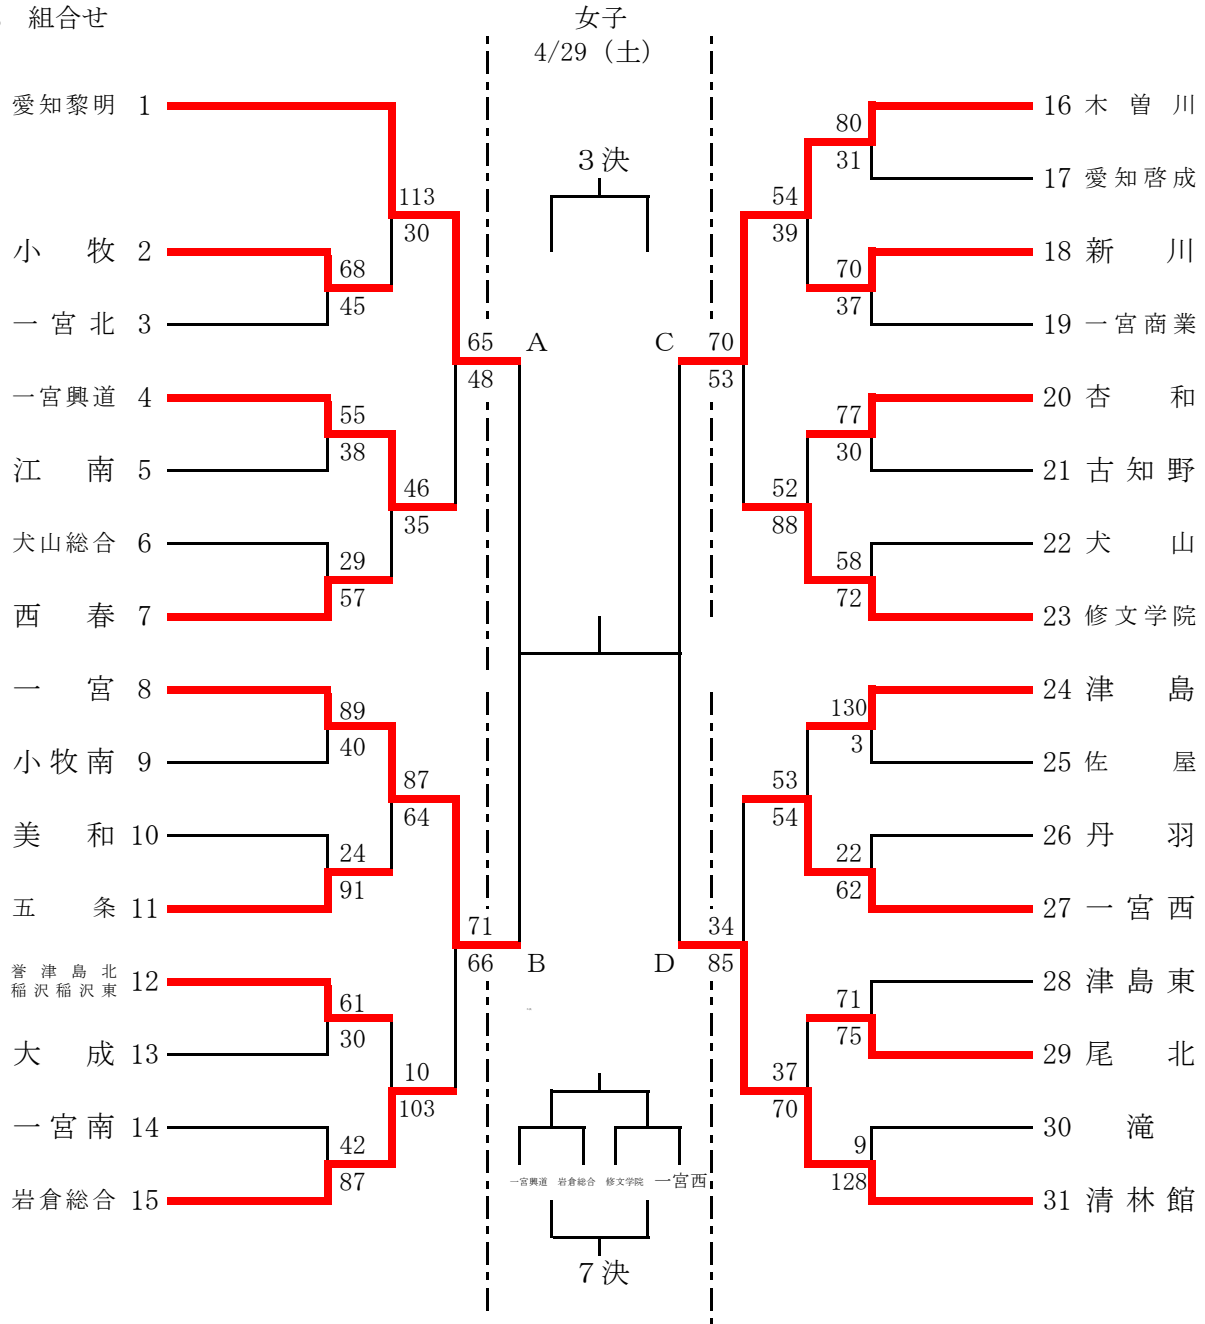 組合せ
女子
4/29（土）
愛知黎明 1
小牧 2
一宮北 3
一宮興道 4
江南 5
犬山総合 6
西春 7
一宮 8
小牧南 9
美和 10
五条 11
誉津島北
稲沢稲沢東 12
大成 13
一宮南 14
岩倉総合 15
68
45
55
38
29
57
89
40
24
91
61
30
42
87
113
30
46
35
87
64
10
103
65
48
71
66
A
B
3決
C
D
70
53
34
85
54
39
52
88
53
54
37
70
80
31
70
37
77
30
58
72
130
3
22
62
71
75
9
128
16 木曽川
17 愛知啓成
18 新川
19 一宮商業
20 杏和
21 古知野
22 犬山
23 修文学院
24 津島
25 佐屋
26 丹羽
27 一宮西
28 津島東
29 尾北
30 滝
31 清林館
一宮興道 岩倉総合 修文学院 一宮西
7決